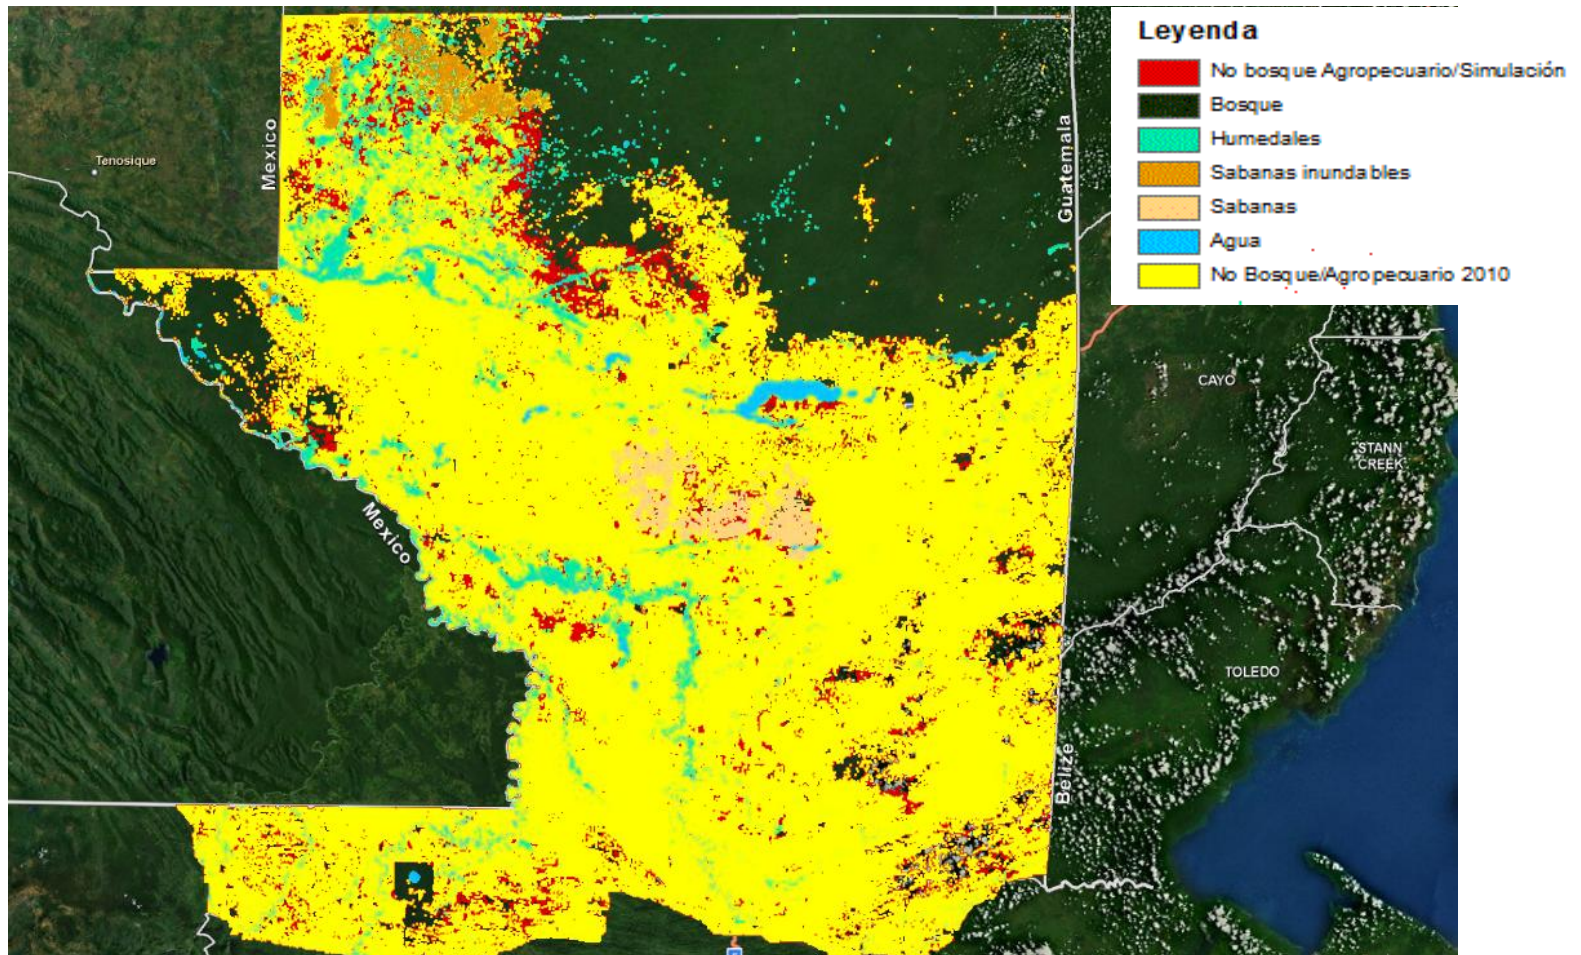 Leyenda
No bosque Agropecuario/Simulación
Bosque
Humedales
Sabanas inundables
Sabanas
Agua
No Bosque/Agropecuario 2010
Tenosique
Mexico
Guatemala
CAYO
STANN
CREEK
Mexico
TOLEDO
Belize